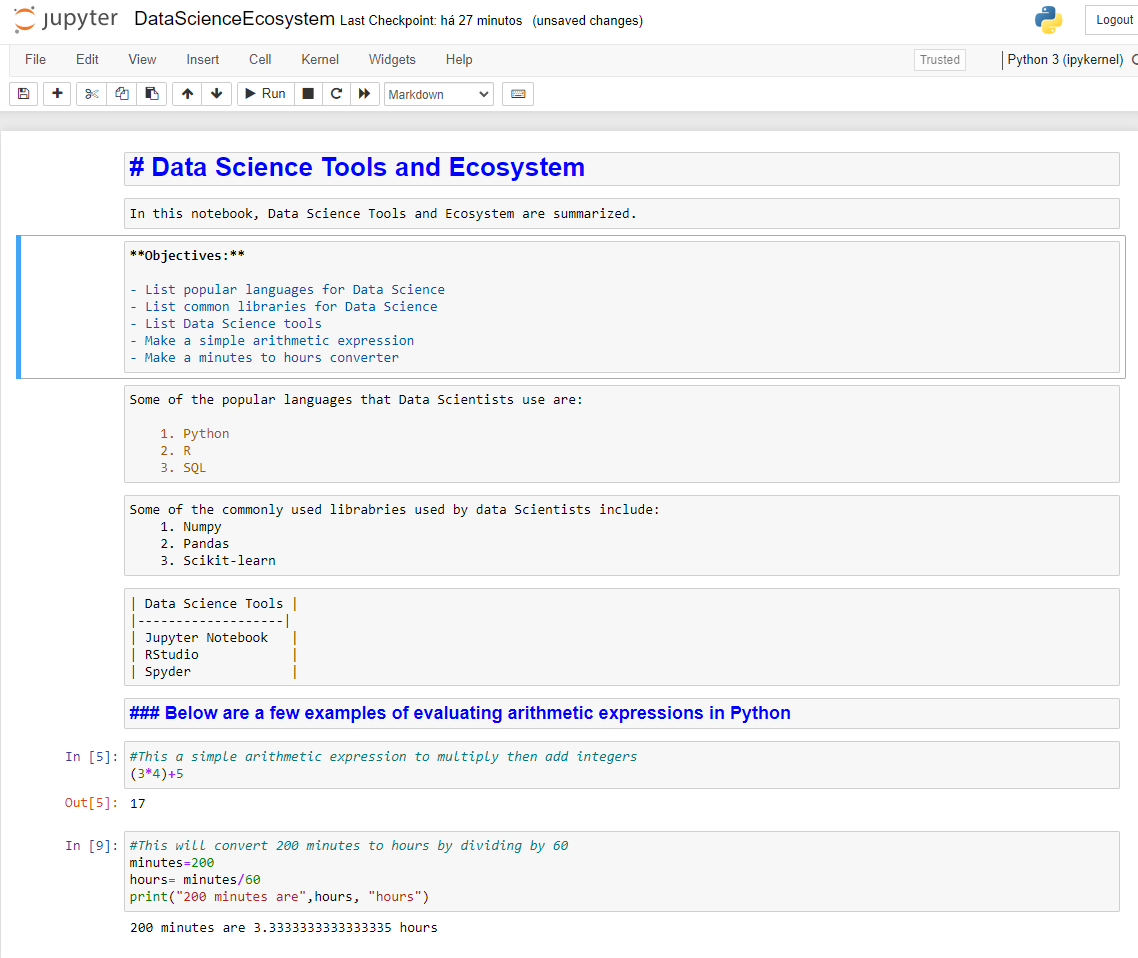 jupyter DataScienceEcosystem Last Checkpoint: há 27 minutos (unsaved changes)
Logout
File Edit View Insert Cell Kernel Widgets Help
Trusted
Python 3 (ipykernel)
Run
Markdown
# Data Science Tools and Ecosystem
In this notebook, Data Science Tools and Ecosystem are summarized.
**Objectives:**
- List popular languages for Data Science
- List common libraries for Data Science
- List Data Science tools
- Make a simple arithmetic expression
- Make a minutes to hours converter
Some of the popular languages that Data Scientists use are:
1. Python
2. R
3. SQL
Some of the commonly used librabries used by data Scientists include:
1. Numpy
2. Pandas
3. Scikit-learn
| Data Science Tools |
|-------------------|
| Jupyter Notebook   |
| RStudio            |
| Spyder             |
### Below are a few examples of evaluating arithmetic expressions in Python
In [5]: #This a simple arithmetic expression to multiply then add integers
(3*4)+5
Out[5]: 17
In [9]: #This will convert 200 minutes to hours by dividing by 60
minutes=200
hours= minutes/60
print("200 minutes are",hours, "hours")
200 minutes are 3.3333333333333335 hours